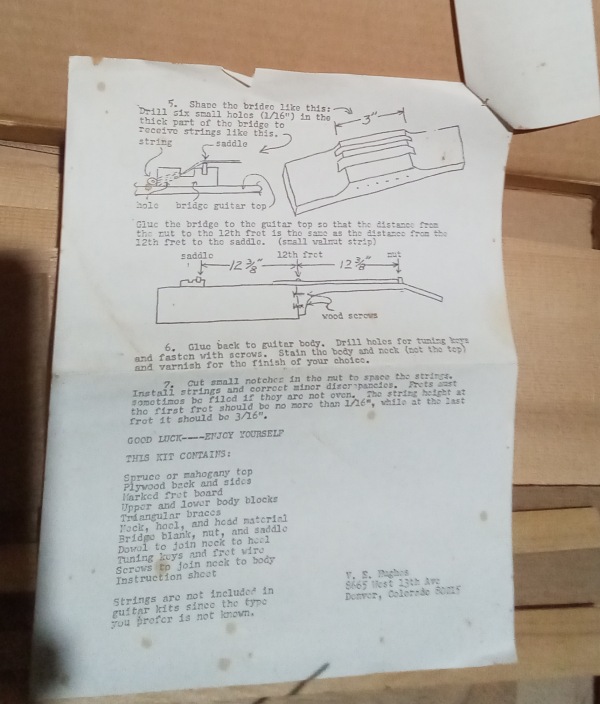 5. Shape the bridge like this:
Drill six small holes (1/16") in the
thick part of the bridge to
receive strings like this.
3"
string saddle
hole bridge guitar top
Glue the bridge to the guitar top so that the distance from
the nut to the 12th fret is the same as the distance from the
12th fret to the saddle. (small walnut strip)
saddle 12th fret nut
12 3/8" 12 3/8"
wood screws
6. Glue back to guitar body. Drill holes for tuning keys
and fasten with screws. Stain the body and neck (not the top)
and varnish for the finish of your choice.
7. Cut small notches in the nut to space the strings.
Install strings and correct minor discrepancies. Frets must
sometimes be filed if they are not even. The string height at
the first fret should be no more than 1/16", while at the last
fret it should be 3/16".
GOOD LUCK----ENJOY YOURSELF
THIS KIT CONTAINS:
Spruce or mahogany top
Plywood back and sides
Marked fret board
Upper and lower body blocks
Triangular braces
Neck, heel, and head material
Bridge blank, nut, and saddle
Dowel to join neck to heel
Tuning keys and fret wire
Screws to join neck to body
Instruction sheet
Strings are not included in
guitar kits since the type
you prefer is not known.
V. E. Hughes
8665 West 13th Ave
Denver, Colorado 80215